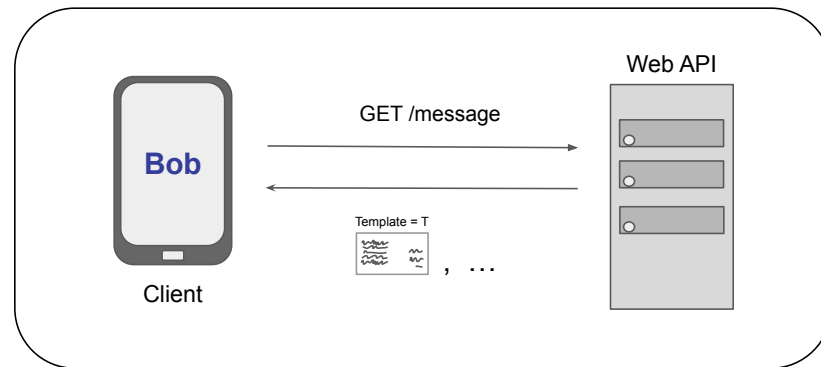 Web API
GET /message
Bob
Template = T
, …
Client